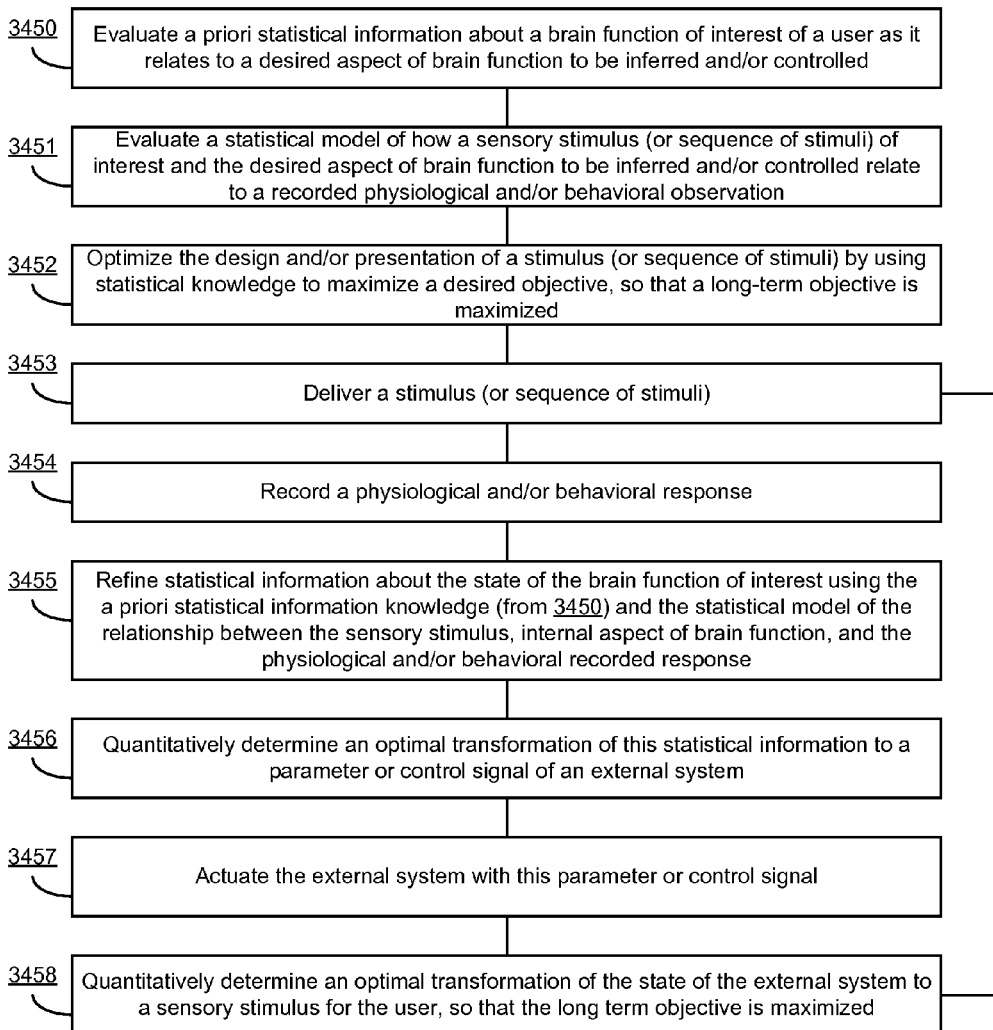 3450
Evaluate a priori statistical information about a brain function of interest of a user as it
relates to a desired aspect of brain function to be inferred and/or controlled
3451
Evaluate a statistical model of how a sensory stimulus (or sequence of stimuli) of
interest and the desired aspect of brain function to be inferred and/or controlled relate
to a recorded physiological and/or behavioral observation
3452
Optimize the design and/or presentation of a stimulus (or sequence of stimuli) by using
statistical knowledge to maximize a desired objective, so that a long-term objective is
maximized
3453
Deliver a stimulus (or sequence of stimuli)
3454
Record a physiological and/or behavioral response
3455
Refine statistical information about the state of the brain function of interest using the
a priori statistical information knowledge (from 3450) and the statistical model of the
relationship between the sensory stimulus, internal aspect of brain function, and the
physiological and/or behavioral recorded response
3456
Quantitatively determine an optimal transformation of this statistical information to a
parameter or control signal of an external system
3457
Actuate the external system with this parameter or control signal
3458
Quantitatively determine an optimal transformation of the state of the external system to
a sensory stimulus for the user, so that the long term objective is maximized